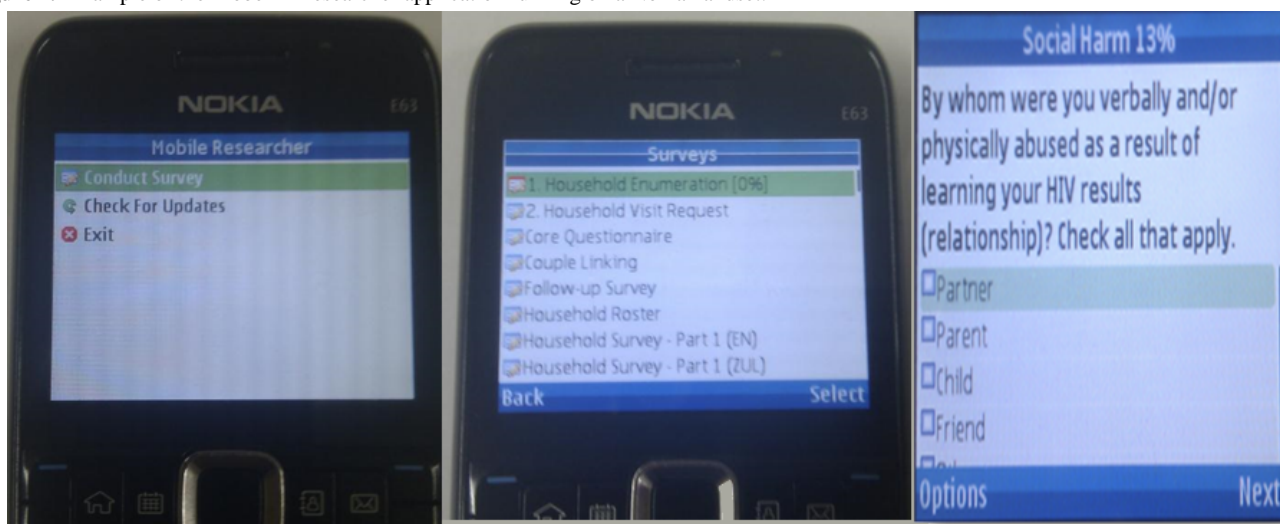 NOKIA
E63
Mobile Researcher
Conduct Survey
Check For Updates
Exit
NOKIA
E63
Surveys
1. Household Enumeration [0%]
2. Household Visit Request
Core Questionnaire
Couple Linking
Follow-up Survey
Household Roster
Household Survey - Part 1 (EN)
Household Survey - Part 1 (ZUL)
Back
Select
Social Harm 13%
By whom were you verbally and/or
physically abused as a result of
learning your HIV results
(relationship)? Check all that apply.
Partner
Parent
Child
Friend
Options
Next